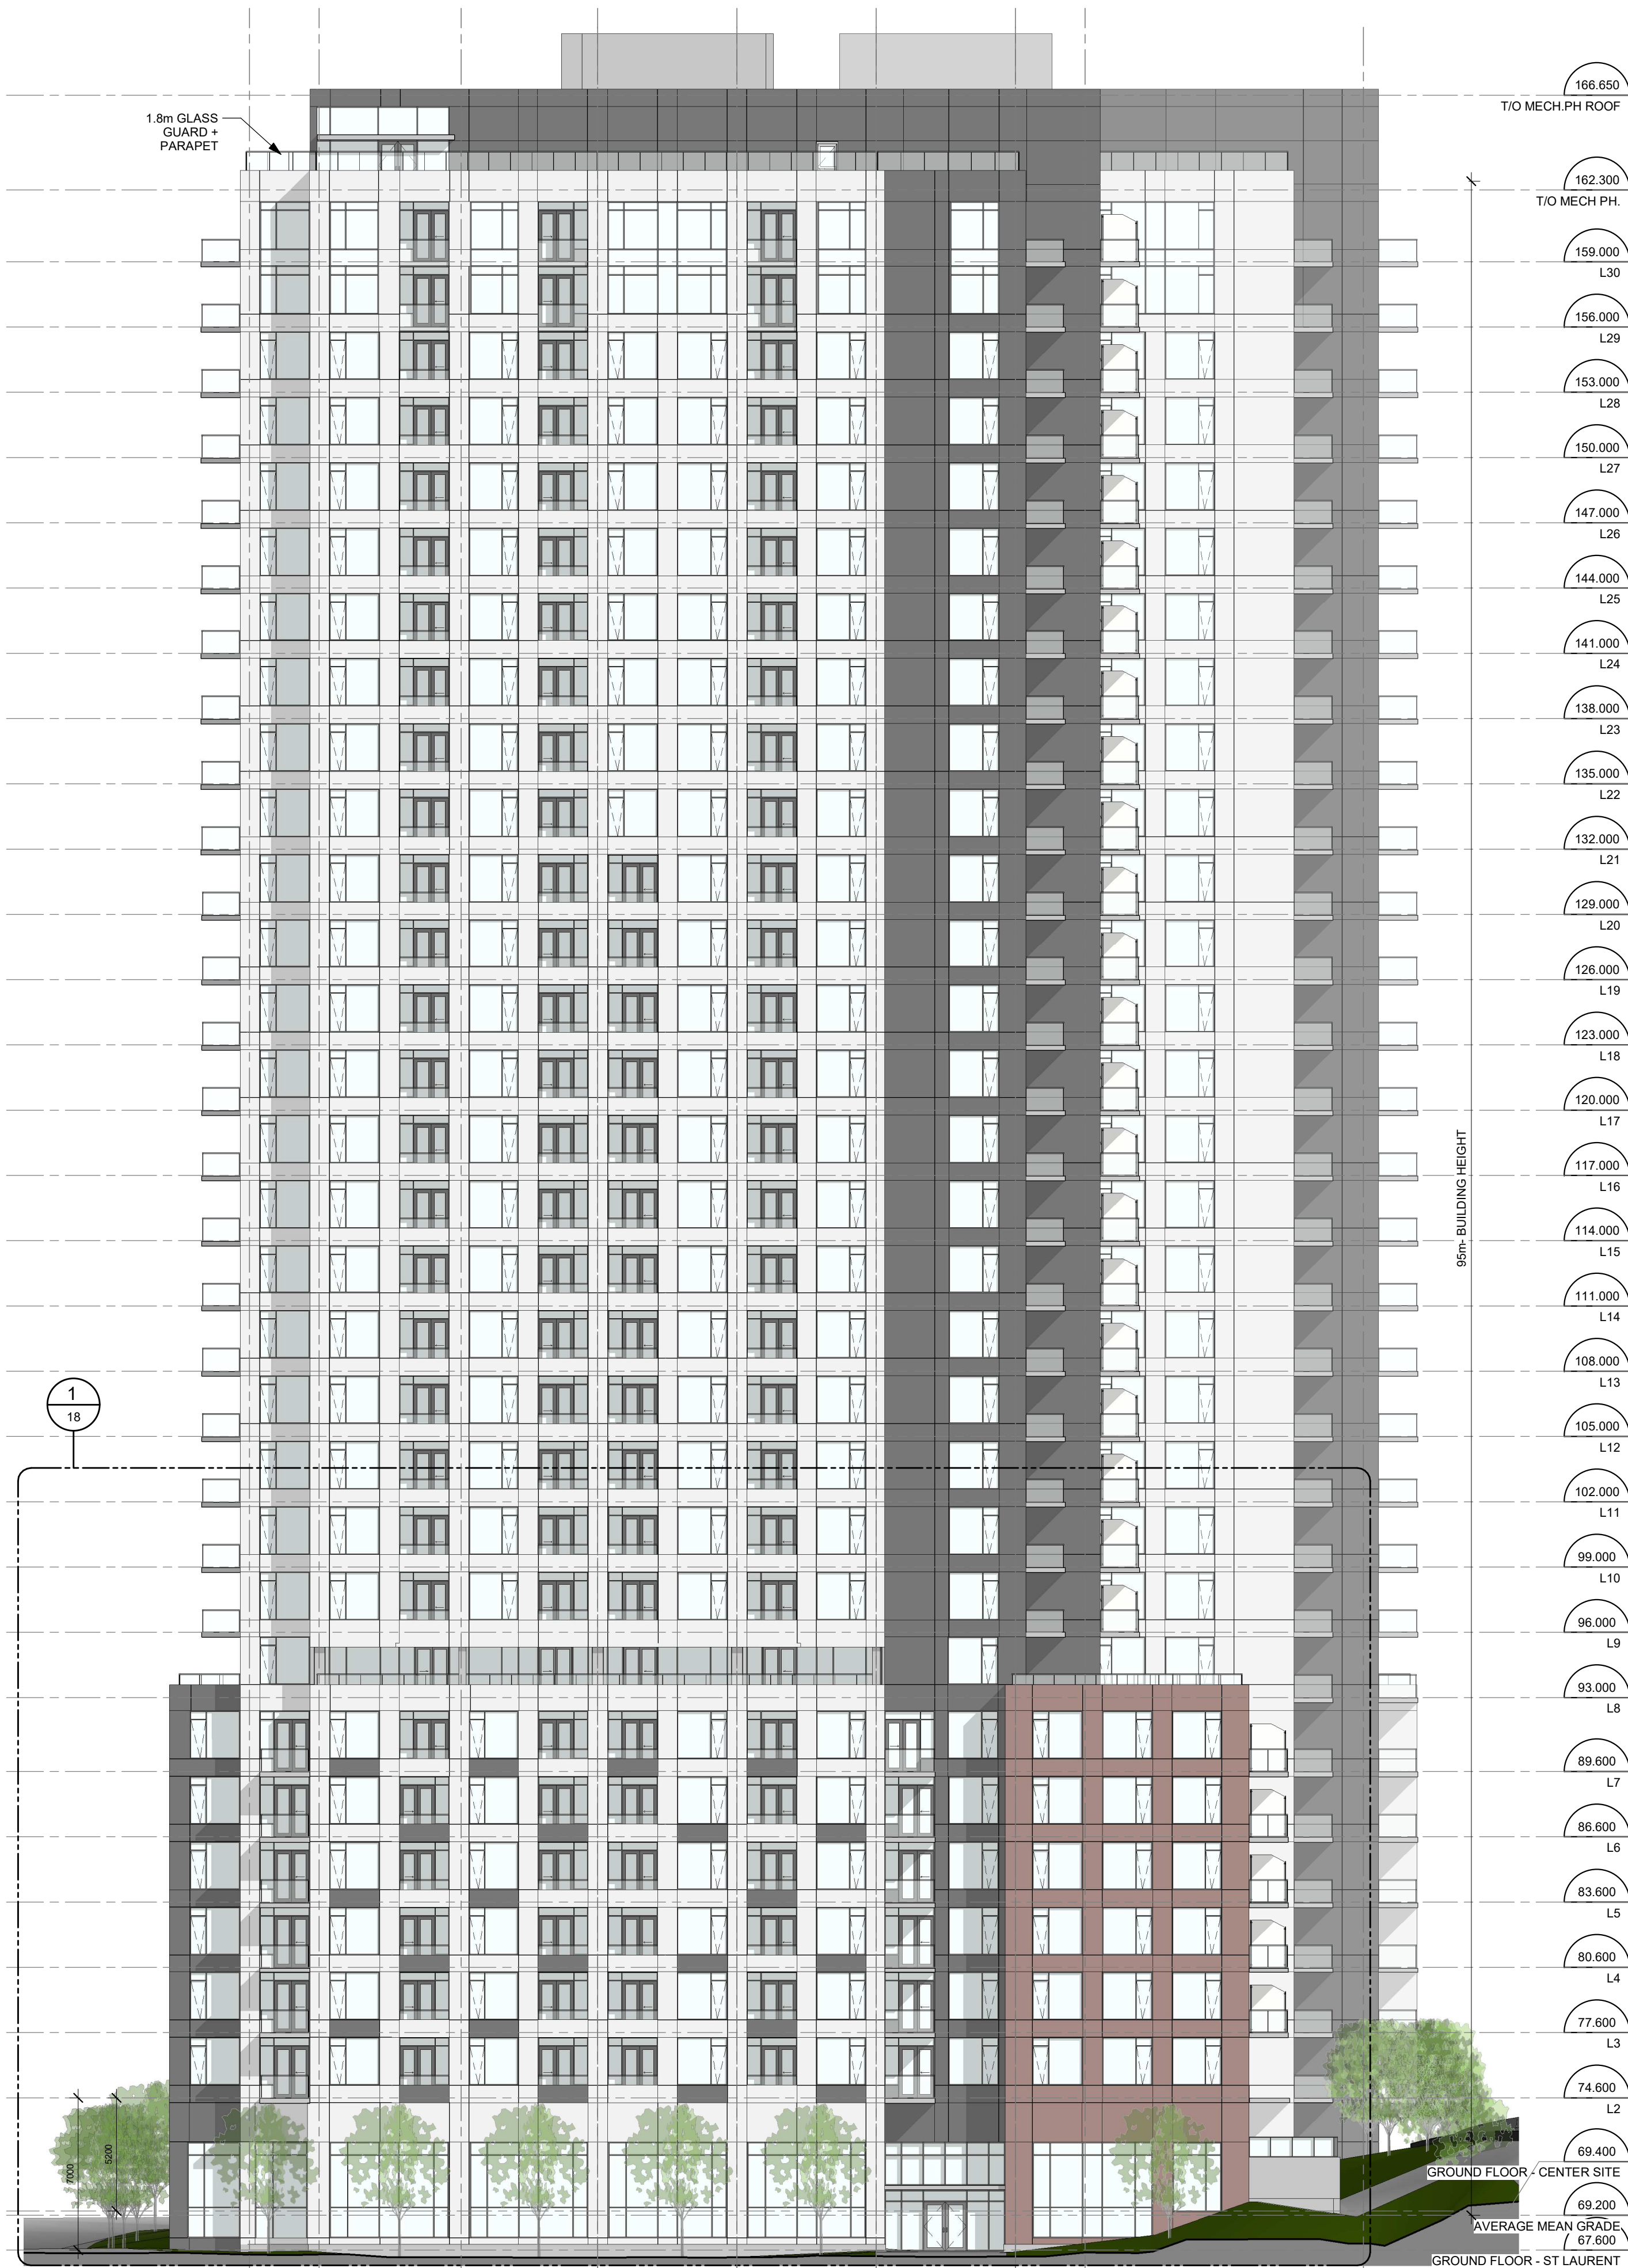 166.650
T/O MECH.PH ROOF
1.8m GLASS
GUARD +
PARAPET
162.300
T/O MECH PH.
159.000
L30
156.000
L29
153.000
L28
150.000
L27
147.000
L26
144.000
L25
141.000
L24
138.000
L23
135.000
L22
132.000
L21
129.000
L20
126.000
L19
123.000
L18
120.000
L17
117.000
L16
95m- BUILDING HEIGHT
114.000
L15
111.000
L14
108.000
L13
1
18
105.000
L12
102.000
L11
99.000
L10
96.000
L9
93.000
L8
89.600
L7
86.600
L6
83.600
L5
80.600
L4
77.600
L3
74.600
L2
7000
5200
69.400
GROUND FLOOR - CENTER SITE
69.200
AVERAGE MEAN GRADE
67.600
GROUND FLOOR - ST LAURENT